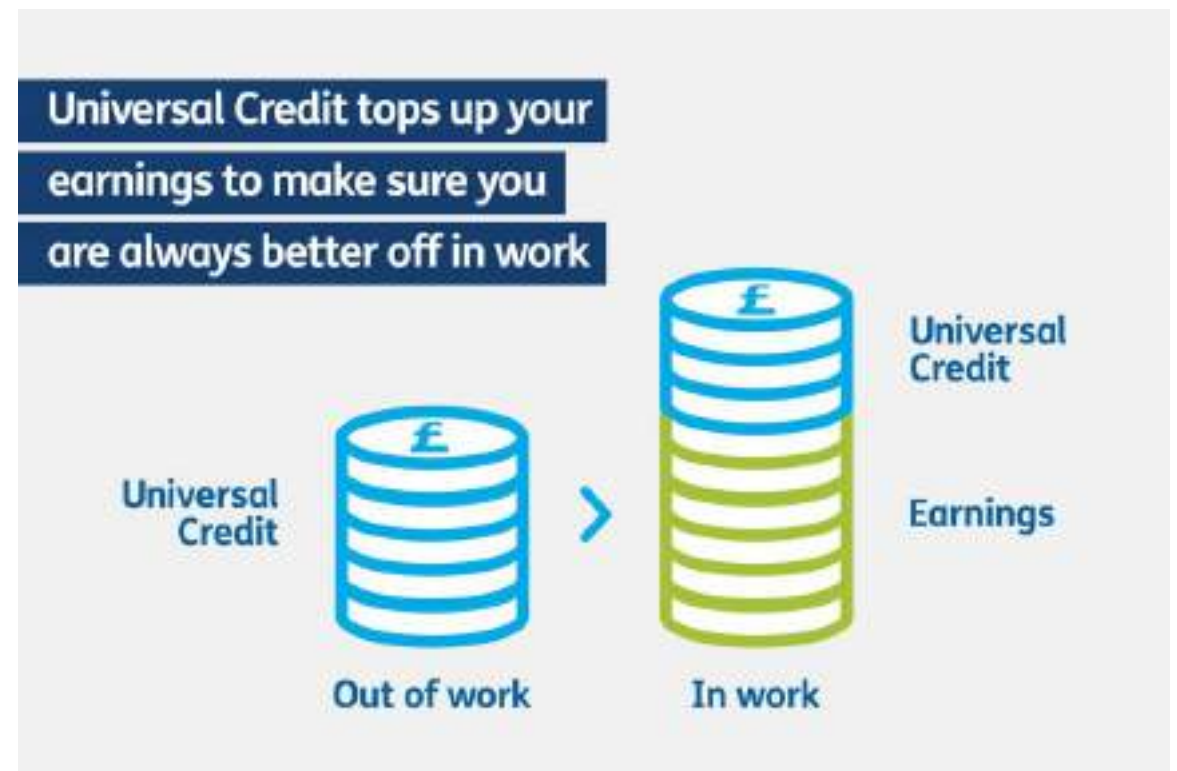 Universal Credit tops up your
earnings to make sure you
are always better off in work
£
Universal
Credit
£
Universal
Credit
>
Earnings
Out of work
In work